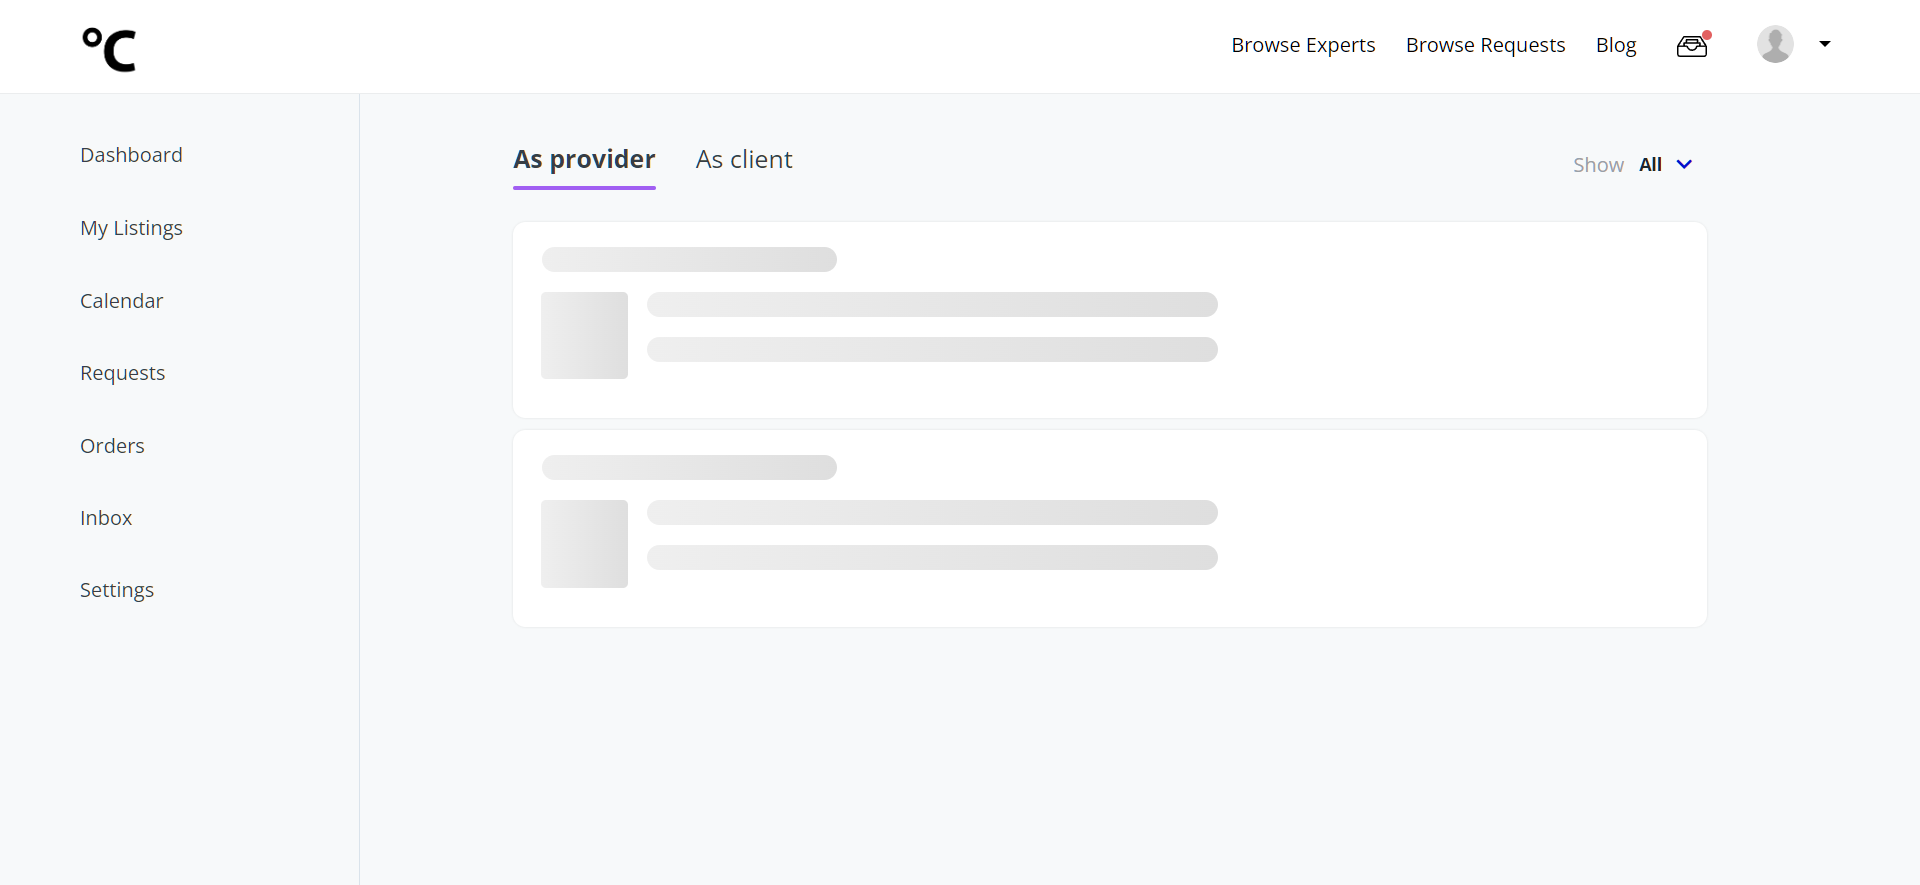 °C
Browse Experts
Browse Requests
Blog
Dashboard
My Listings
Calendar
Requests
Orders
Inbox
Settings
As provider
As client
Show All